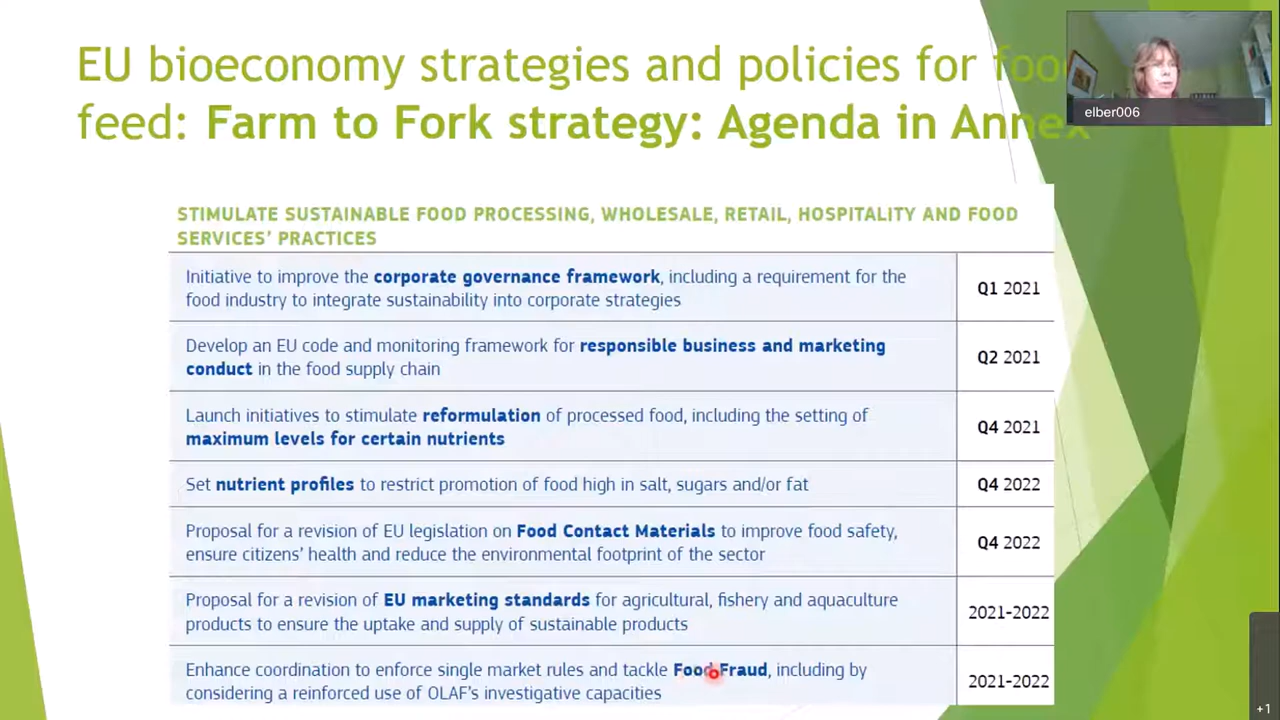 EU bioeconomy strategies and policies for
feed: Farm to Fork strategy: Agenda in Annex
elber006
STIMULATE SUSTAINABLE FOOD PROCESSING, WHOLESALE, RETAIL, HOSPITALITY AND FOOD
SERVICES' PRACTICES
Initiative to improve the corporate governance framework, including a requirement for the
food industry to integrate sustainability into corporate strategies
Q1 2021
Develop an EU code and monitoring framework for responsible business and marketing
conduct in the food supply chain
Q2 2021
Launch initiatives to stimulate reformulation of processed food, including the setting of
maximum levels for certain nutrients
Q4 2021
Set nutrient profiles to restrict promotion of food high in salt, sugars and/or fat
Q4 2022
Proposal for a revision of EU legislation on Food Contact Materials to improve food safety,
ensure citizens' health and reduce the environmental footprint of the sector
Q4 2022
Proposal for a revision of EU marketing standards for agricultural, fishery and aquaculture
products to ensure the uptake and supply of sustainable products
2021-2022
Enhance coordination to enforce single market rules and tackle Food Fraud, including by
considering a reinforced use of OLAF's investigative capacities
2021-2022
+1